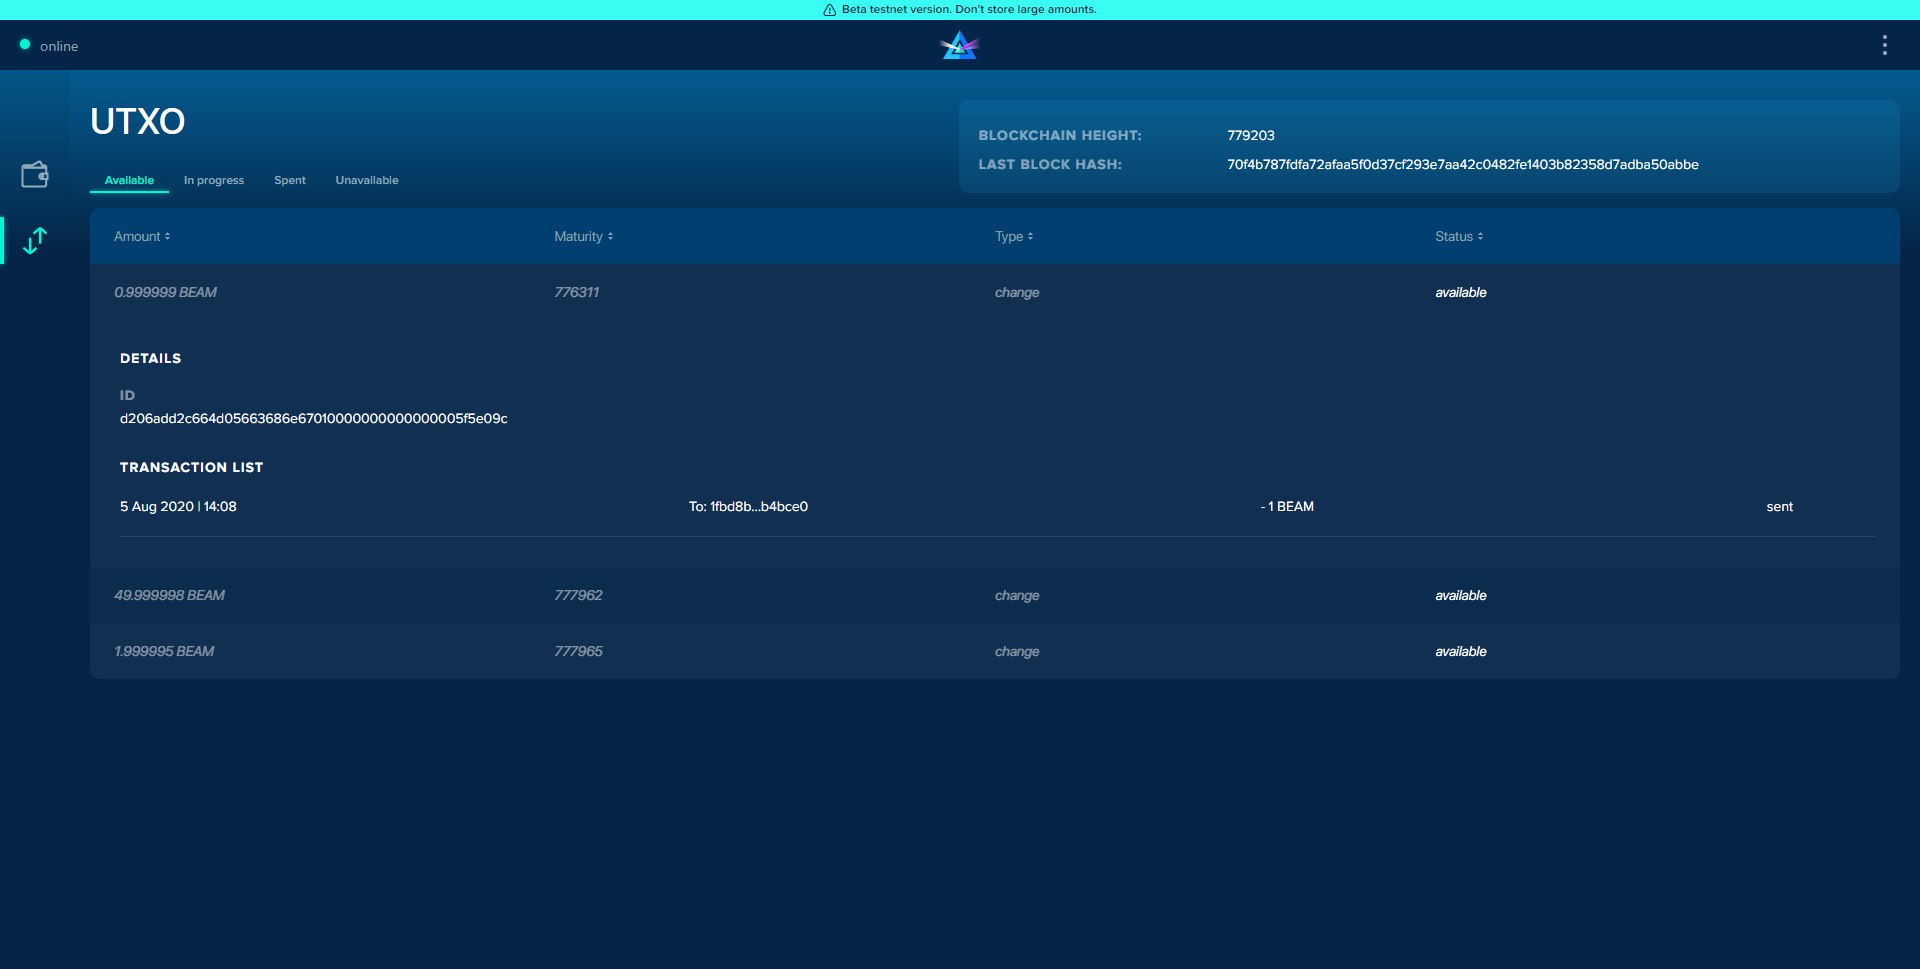 Beta testnet version. Don't store large amounts.
online
UTXO
BLOCKCHAIN HEIGHT: 779203
LAST BLOCK HASH: 70f4b787fdfa72afaa5f0d37cf293e7aa42c0482fe1403b82358d7adba50abbe
Available In progress Spent Unavailable
Amount Maturity Type Status
0.999999 BEAM 776311 change available
DETAILS
ID
d206add2c664d05663686e67010000000000000005f5e09c
TRANSACTION LIST
5 Aug 2020 | 14:08 To: 1fbd8b...b4bce0 - 1 BEAM sent
49.999998 BEAM 777962 change available
1.999995 BEAM 777965 change available